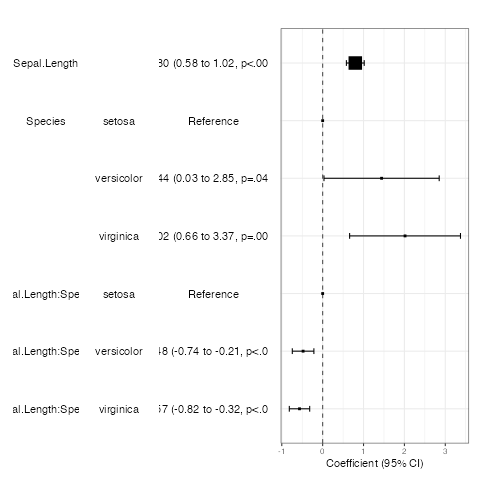 Sepal.Length 30 (0.58 to 1.02, p<.00
Species setosa Reference
versicolor 44 (0.03 to 2.85, p=.04
virginica 02 (0.66 to 3.37, p=.00
al.Length:Spe setosa Reference
al.Length:Spe versicolor 48 (-0.74 to -0.21, p<.0
al.Length:Spe virginica 57 (-0.82 to -0.32, p<.0
-1 0 1 2 3
Coefficient (95% CI)